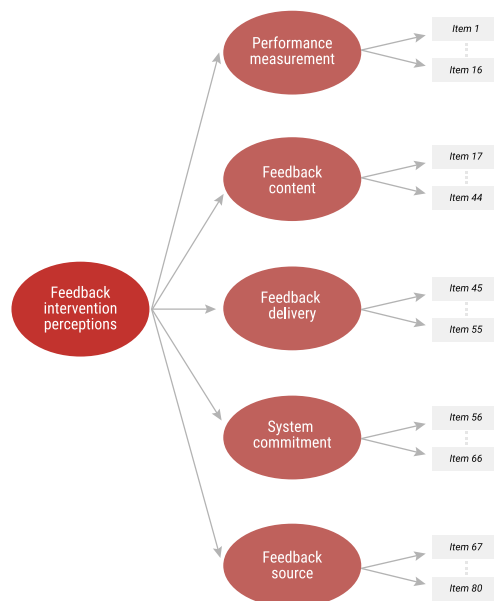 Performance
measurement
Item 1
Item 16
Feedback
content
Item 17
Item 44
Feedback
intervention
perceptions
Feedback
delivery
Item 45
Item 55
System
commitment
Item 56
Item 66
Feedback
source
Item 67
Item 80